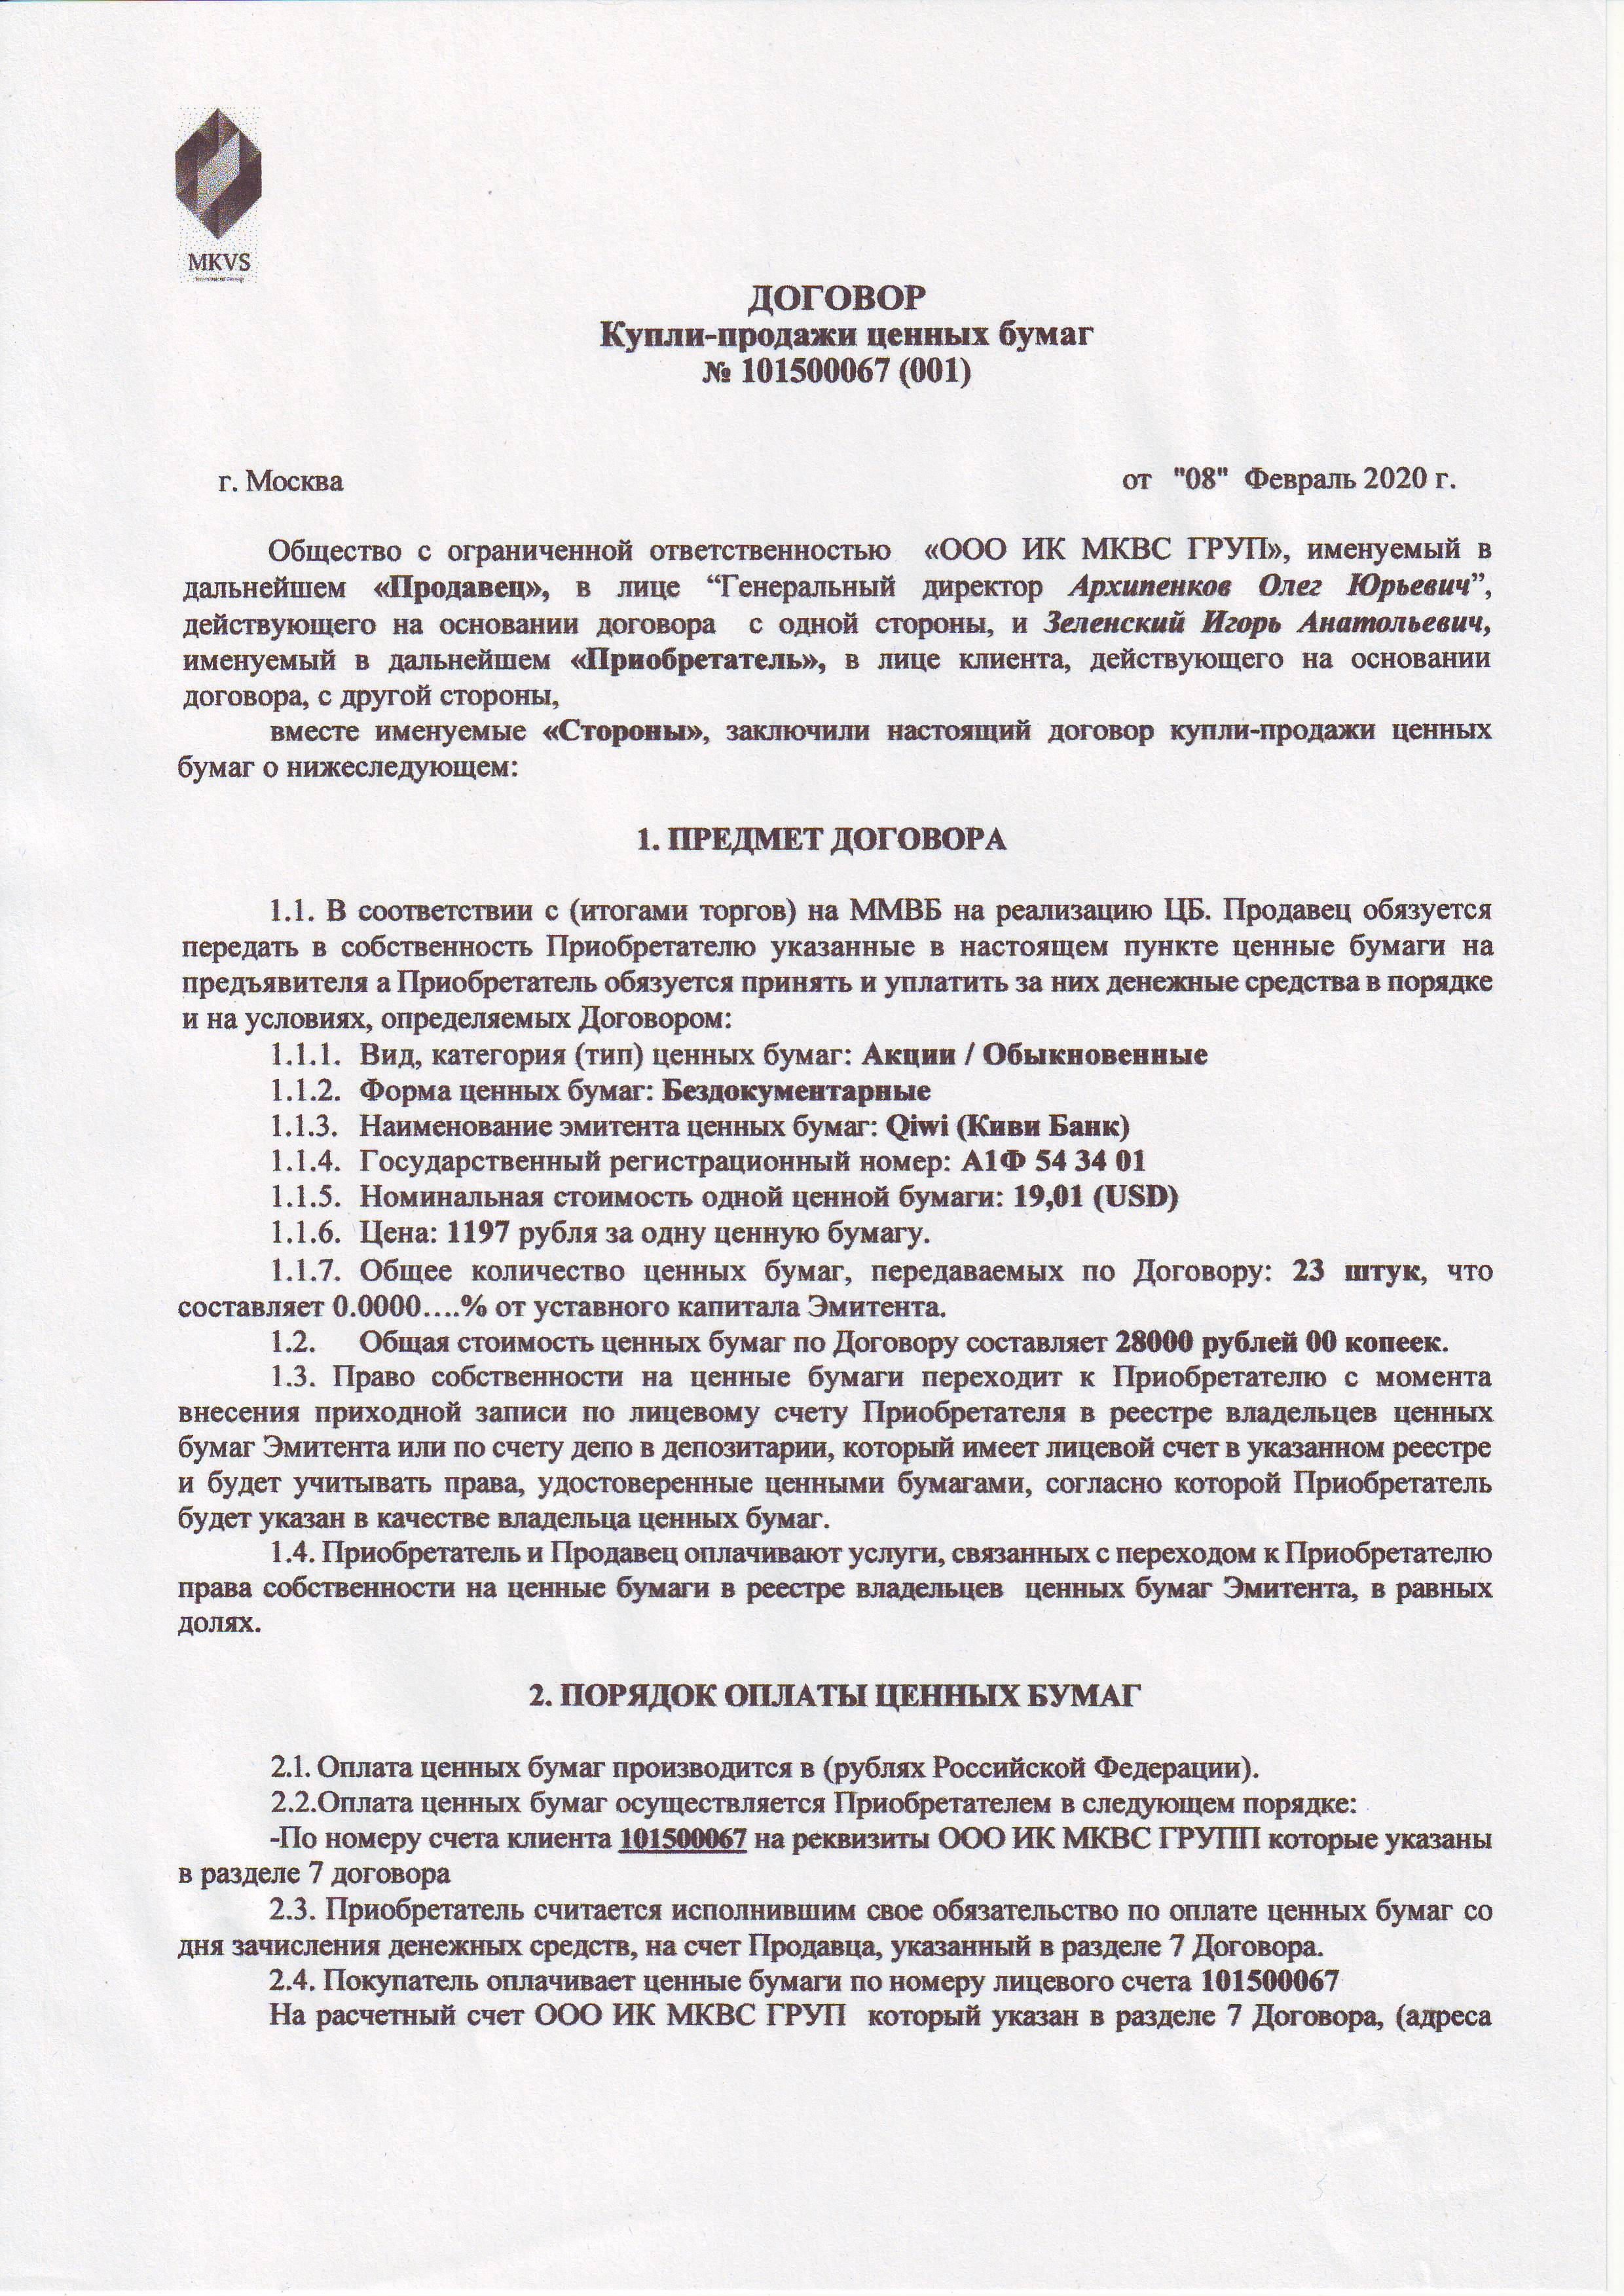 MKVS
ДОГОВОР
Купли-продажи ценных бумаг
№ 101500067 (001)
г. Москва от "08" Февраль 2020 г.
Общество с ограниченной ответственностью «ООО ИК МКВС ГРУП», именуемый в
дальнейшем «Продавец», в лице “Генеральный директор Архипенков Олег Юрьевич”,
действующего на основании договора с одной стороны, и Зеленский Игорь Анатольевич,
именуемый в дальнейшем «Приобретатель», в лице клиента, действующего на основании
договора, с другой стороны,
вместе именуемые «Стороны», заключили настоящий договор купли-продажи ценных
бумаг о нижеследующем:
1. ПРЕДМЕТ ДОГОВОРА
1.1. В соответствии с (итогами торгов) на ММВБ на реализацию ЦБ. Продавец обязуется
передать в собственность Приобретателю указанные в настоящем пункте ценные бумаги на
предъявителя а Приобретатель обязуется принять и уплатить за них денежные средства в порядке
и на условиях, определяемых Договором:
1.1.1. Вид, категория (тип) ценных бумаг: Акции / Обыкновенные
1.1.2. Форма ценных бумаг: Бездокументарные
1.1.3. Наименование эмитента ценных бумаг: Qiwi (Киви Банк)
1.1.4. Государственный регистрационный номер: А1Ф 54 34 01
1.1.5. Номинальная стоимость одной ценной бумаги: 19,01 (USD)
1.1.6. Цена: 1197 рубля за одну ценную бумагу.
1.1.7. Общее количество ценных бумаг, передаваемых по Договору: 23 штук, что
составляет 0.0000….% от уставного капитала Эмитента.
1.2. Общая стоимость ценных бумаг по Договору составляет 28000 рублей 00 копеек.
1.3. Право собственности на ценные бумаги переходит к Приобретателю с момента
внесения приходной записи по лицевому счету Приобретателя в реестре владельцев ценных
бумаг Эмитента или по счету депо в депозитарии, который имеет лицевой счет в указанном реестре
и будет учитывать права, удостоверенные ценными бумагами, согласно которой Приобретатель
будет указан в качестве владельца ценных бумаг.
1.4. Приобретатель и Продавец оплачивают услуги, связанных с переходом к Приобретателю
права собственности на ценные бумаги в реестре владельцев ценных бумаг Эмитента, в равных
долях.
2. ПОРЯДОК ОПЛАТЫ ЦЕННЫХ БУМАГ
2.1. Оплата ценных бумаг производится в (рублях Российской Федерации).
2.2.Оплата ценных бумаг осуществляется Приобретателем в следующем порядке:
-По номеру счета клиента 101500067 на реквизиты ООО ИК МКВС ГРУПП которые указаны
в разделе 7 договора
2.3. Приобретатель считается исполнившим свое обязательство по оплате ценных бумаг со
дня зачисления денежных средств, на счет Продавца, указанный в разделе 7 Договора.
2.4. Покупатель оплачивает ценные бумаги по номеру лицевого счета 101500067
На расчетный счет ООО ИК МКВС ГРУП который указан в разделе 7 Договора, (адреса